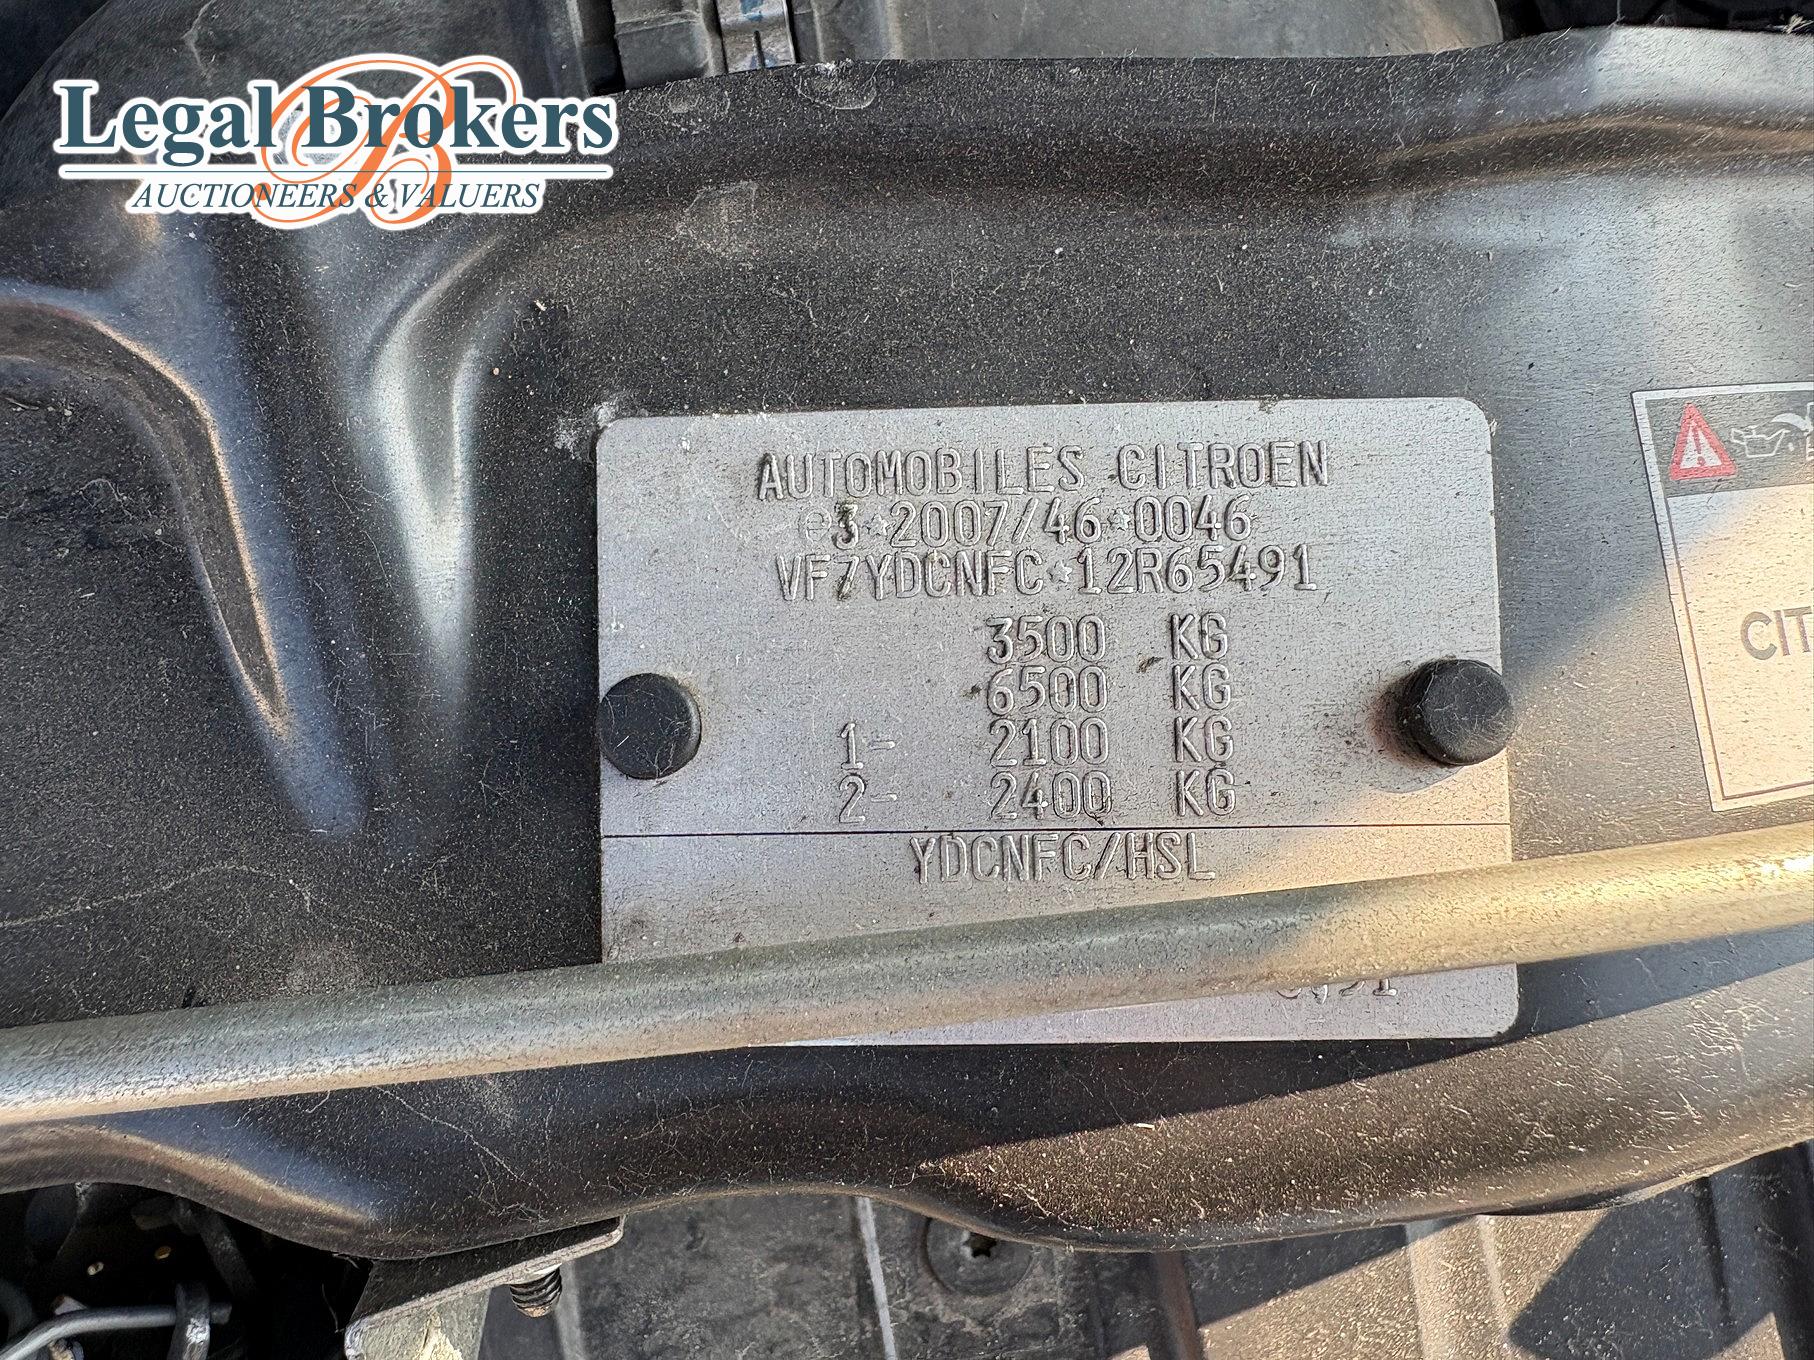 Legal Brokers
AUCTIONEERS & VALUERS
AUTOMOBILES CITROEN
e3*2007/46*0046
VF7YDCNFC*12R65491
3500 KG
6500 KG
1- 2100 KG
2- 2400 KG
YDCNFC/HSL
CIT